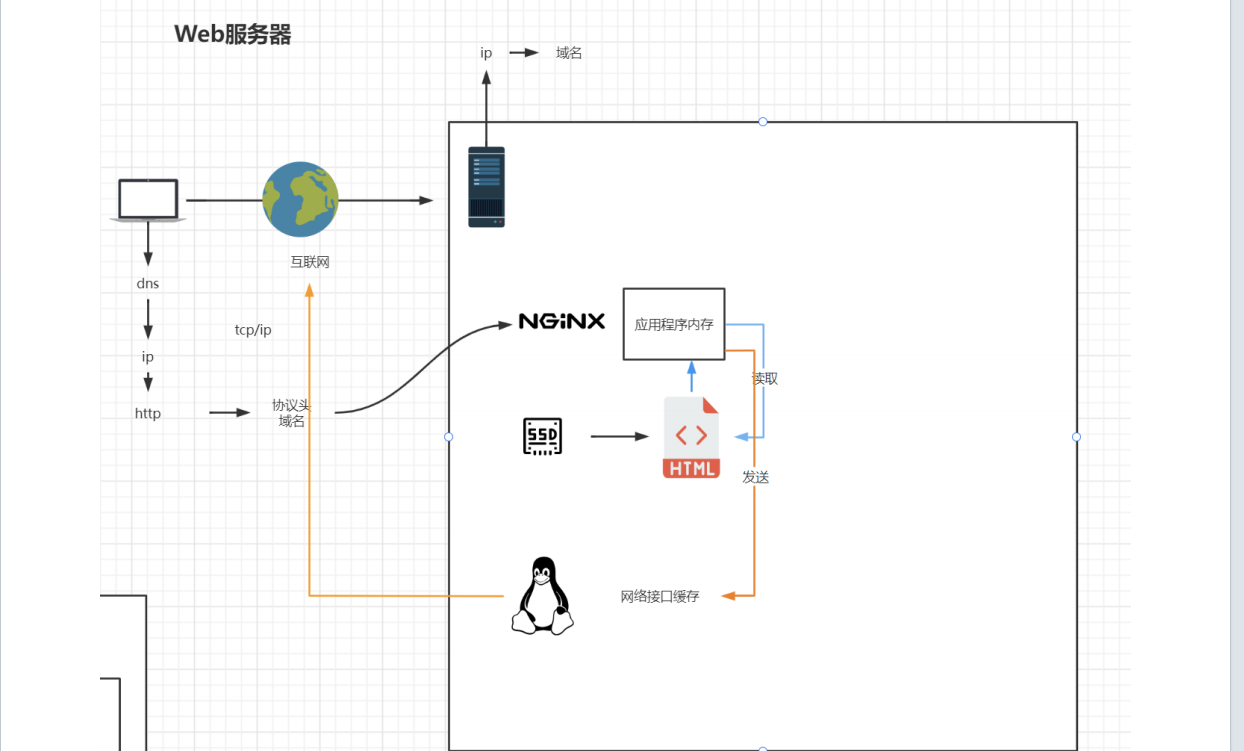 Web服务器
ip
域名
互联网
dns
tcp/ip
NGiNX
应用程序内存
ip
读取
http
协议头
域名
SSD
HTML
发送
网络接口缓存